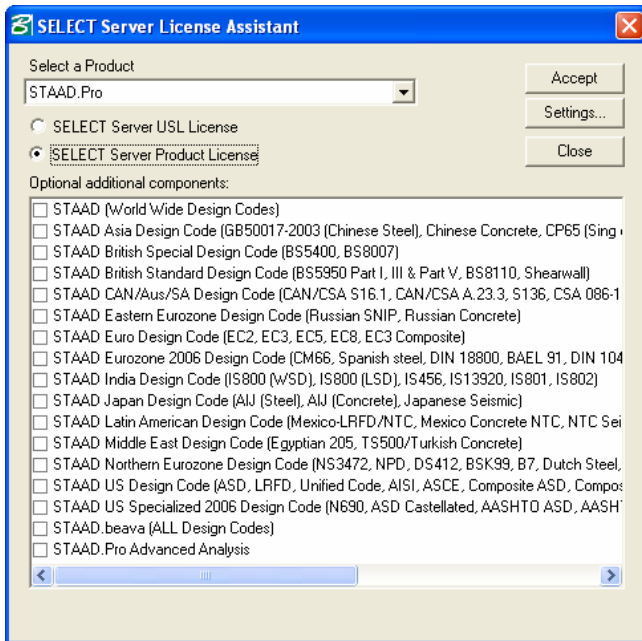 SELECT Server License Assistant
Select a Product
STAAD.Pro
SELECT Server USL License
SELECT Server Product License
Accept
Settings...
Close
Optional additional components:
STAAD (World Wide Design Codes)
STAAD Asia Design Code (GB50017-2003 (Chinese Steel), Chinese Concrete, CP65 (Sing
STAAD British Special Design Code (BS5400, BS8007)
STAAD British Standard Design Code (BS5950 Part I, III & Part V, BS8110, Shearwall)
STAAD CAN/Aus/SA Design Code (CAN/CSA S16.1, CAN/CSA A.23.3, S136, CSA 086-1
STAAD Eastern Eurozone Design Code (Russian SNIP, Russian Concrete)
STAAD Euro Design Code (EC2, EC3, EC5, EC8, EC3 Composite)
STAAD Eurozone 2006 Design Code (CM66, Spanish steel, DIN 18800, BAEL 91, DIN 104
STAAD India Design Code (IS800 (WSD), IS800 (LSD), IS456, IS13920, IS801, IS802)
STAAD Japan Design Code (AIJ (Steel), AIJ (Concrete), Japanese Seismic)
STAAD Latin American Design Code (Mexico-LRFD/NTC, Mexico Concrete NTC, NTC Sei
STAAD Middle East Design Code (Egyptian 205, TS500/Turkish Concrete)
STAAD Northern Eurozone Design Code (NS3472, NPD, DS412, BSK99, B7, Dutch Steel,
STAAD US Design Code (ASD, LRFD, Unified Code, AISI, ASCE, Composite ASD, Compos
STAAD US Specialized 2006 Design Code (N690, ASD Castellated, AASHTO ASD, AASH
STAAD.beava (ALL Design Codes)
STAAD.Pro Advanced Analysis